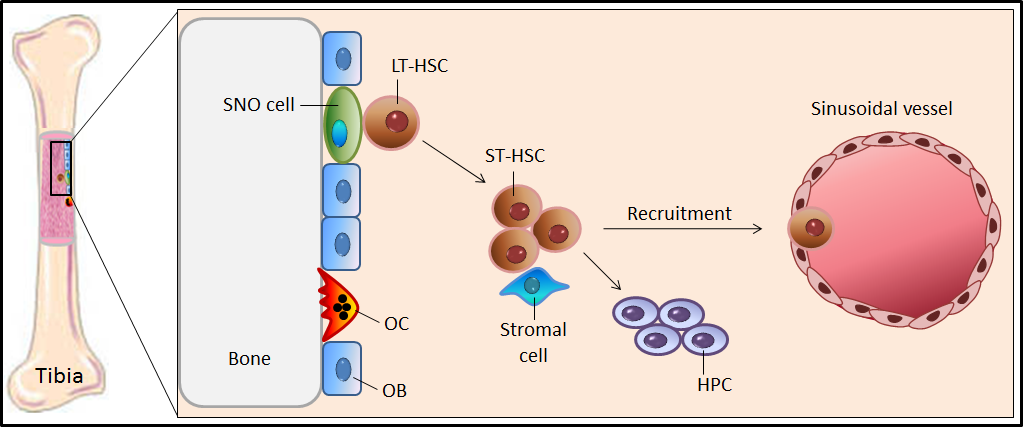 LT-HSC
SNO cell
Sinusoidal vessel
ST-HSC
Recruitment
OC
Stromal
cell
Bone
Tibia
OB
HPC